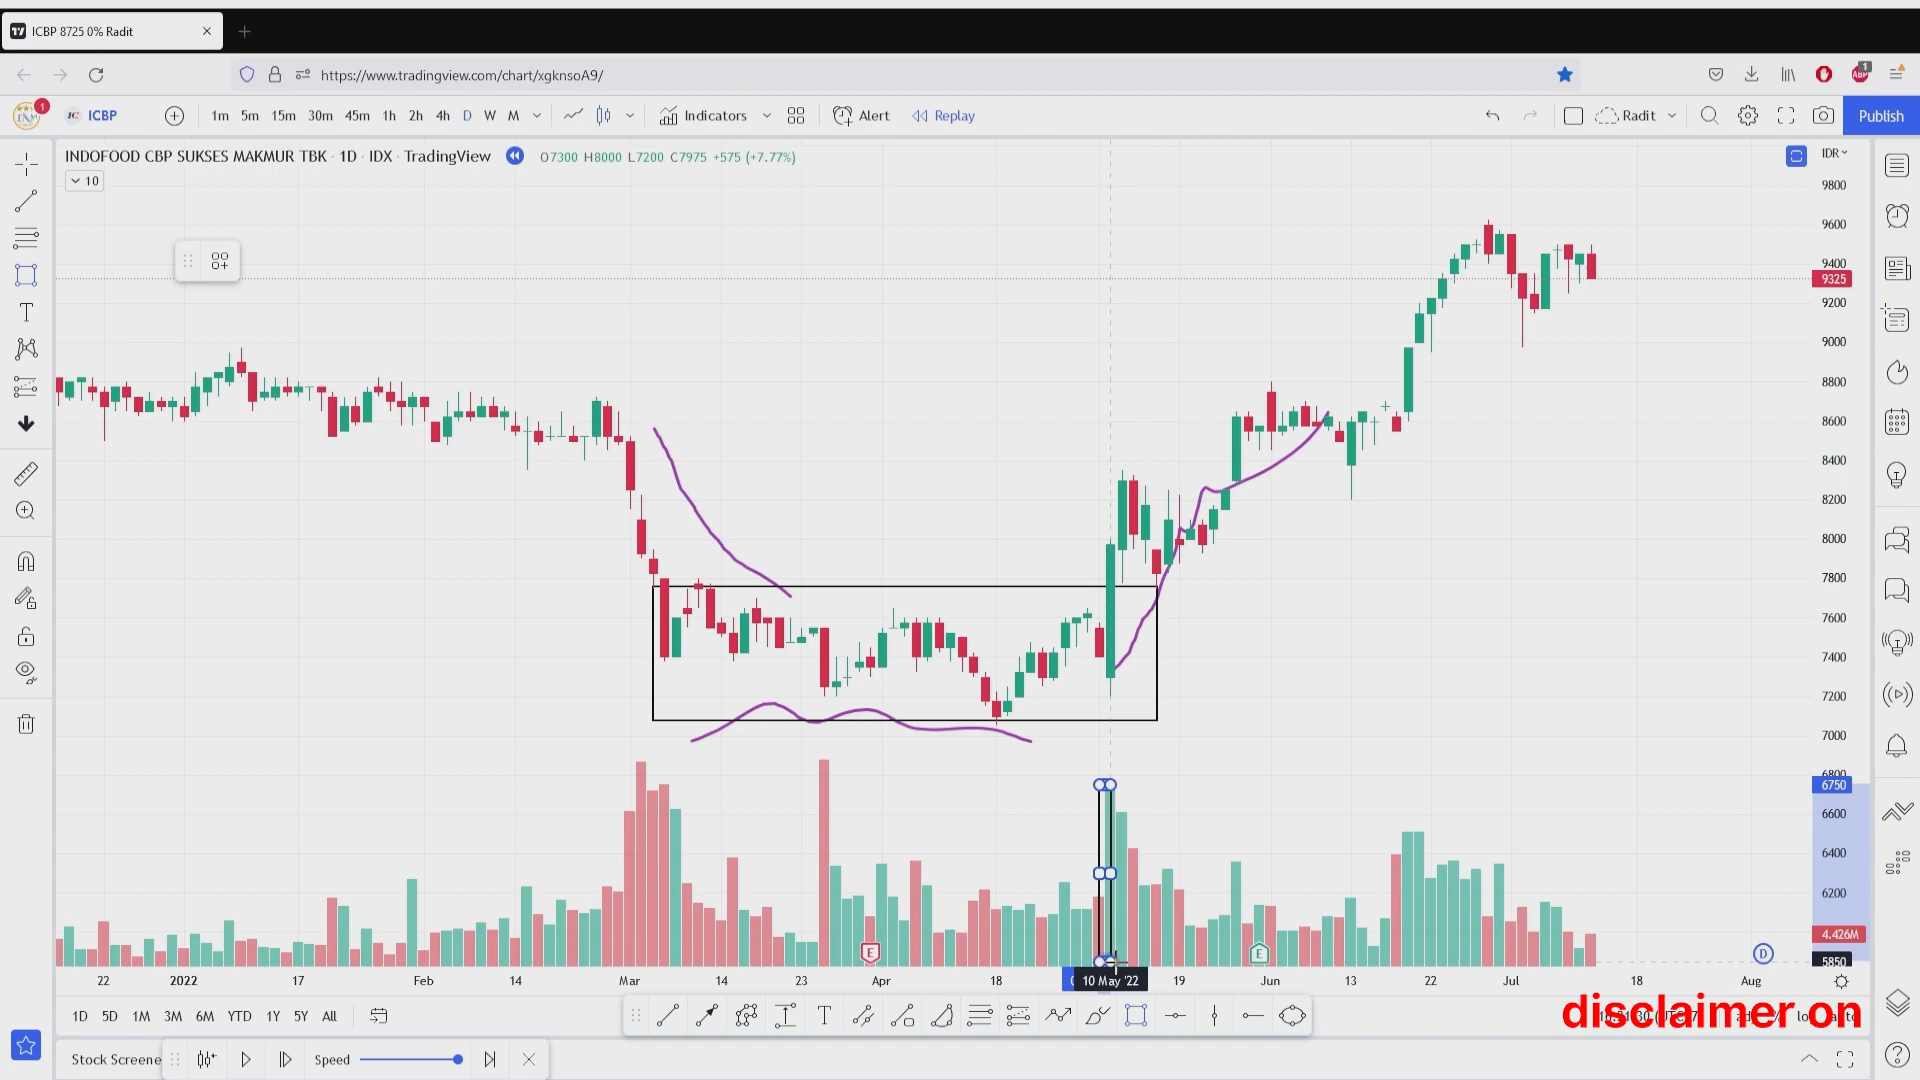 ICBP 8725 0% Radit
https://www.tradingview.com/chart/xgknsoA9/
1
1 ICBP 1m 5m 15m 30m 45m 1h 2h 4h D W M Indicators Alert Replay Radit Publish
INDOFOOD CBP SUKSES MAKMUR TBK · 1D · IDX · TradingView O7300 H8000 L7200 C7975 +575 (+7.77%)
IDR
10
9800
9600
9400
9325
9200
9000
8800
8600
8400
8200
8000
7800
7600
7400
7200
7000
6800
6750
6600
6400
6200
4.426M
E E D
5850
22 2022 17 Feb 14 Mar 14 23 Apr 18 10 May '22 19 Jun 13 22 Jul 18 Aug
1D 5D 1M 3M 6M YTD 1Y 5Y All
disclaimer on
Stock Screene Speed